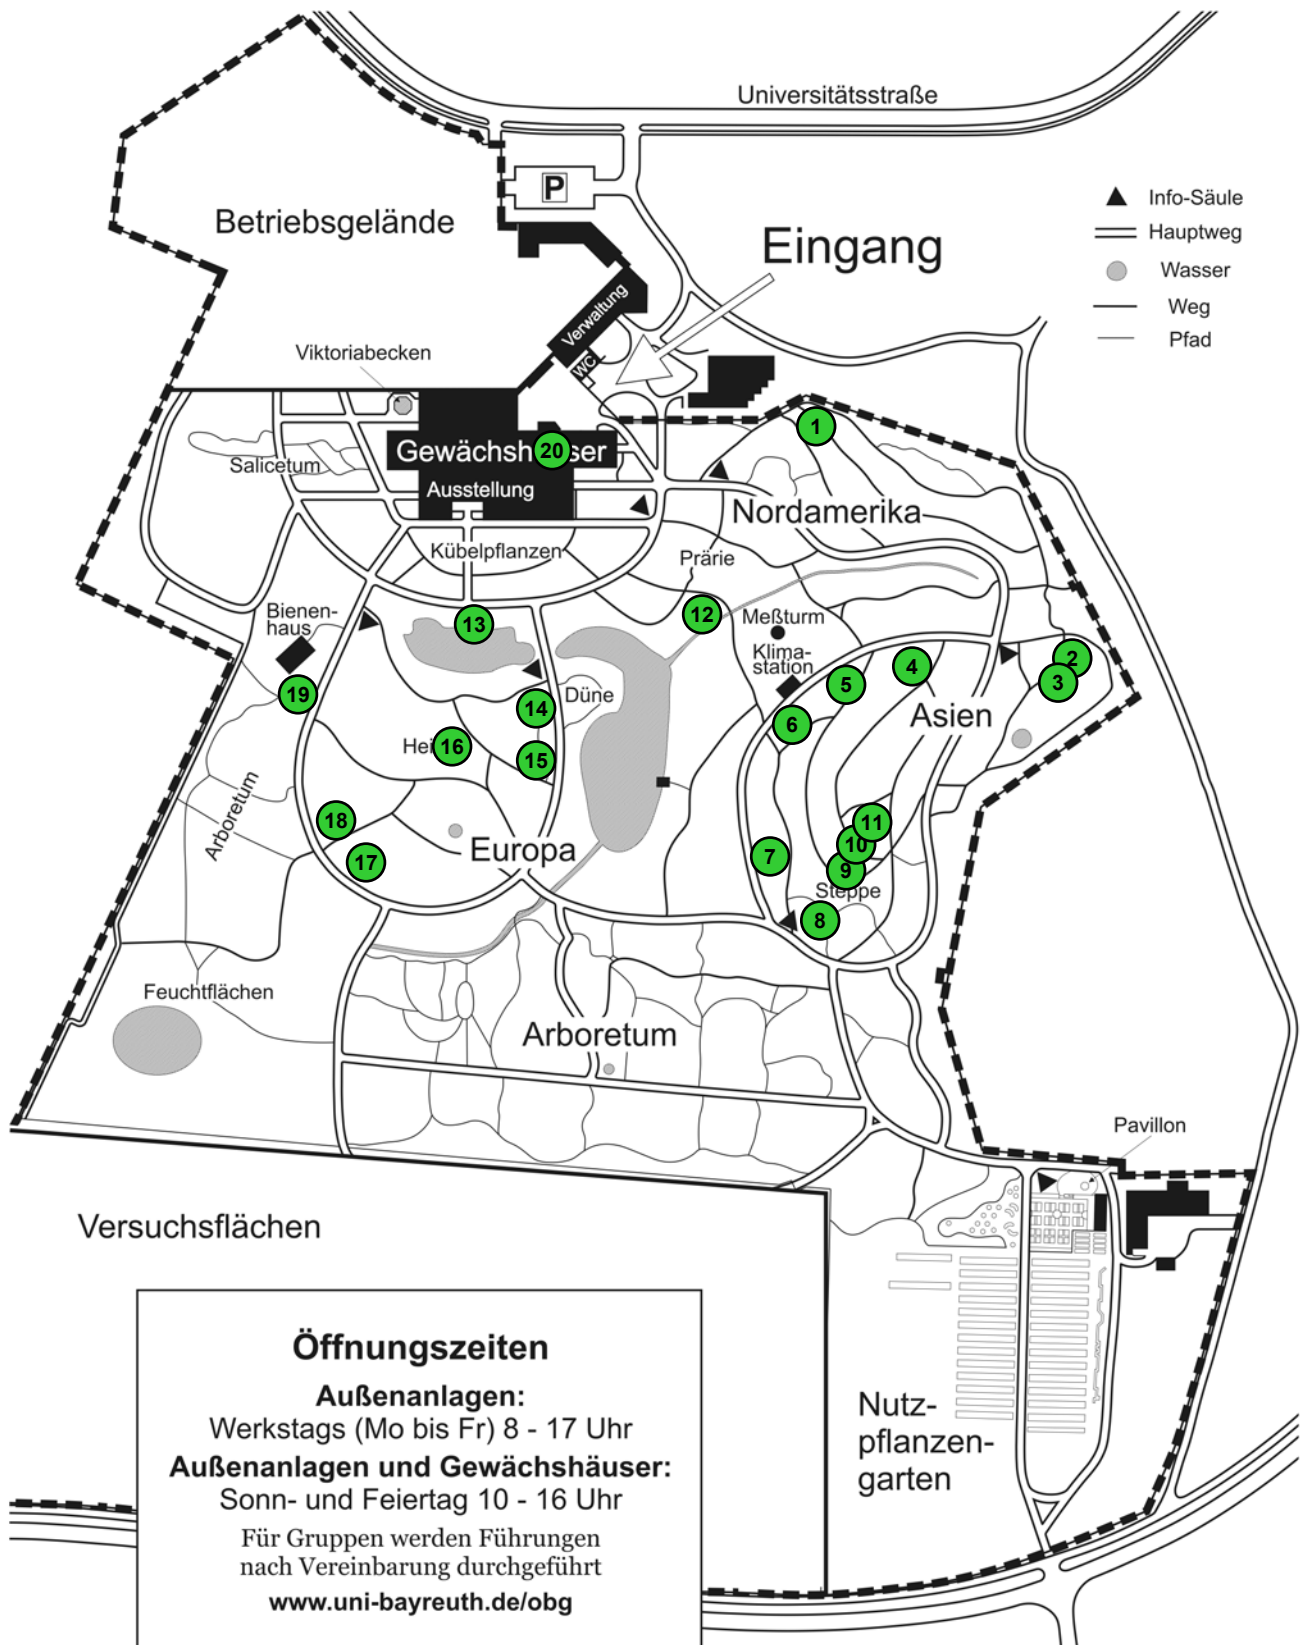 Universitätsstraße
P
Info-Säule
Betriebsgelände
Hauptweg
Eingang
Wasser
Verwaltung
Weg
Pfad
Viktoriabecken
WC
1
Gewächsh
20
ser
Salicetum
Ausstellung
Nordamerika
Kübelpflanzen
Prärie
Bienen-
haus
13
12
Meßturm
Klima-
station
2
3
4
5
19
14
Düne
6
Asien
Hei
16
15
Arboretum
18
11
10
17
Europa
7
9
Steppe
8
Feuchtflächen
Arboretum
Pavillon
Versuchsflächen
Öffnungszeiten
Außenanlagen:
Werkstags (Mo bis Fr) 8 - 17 Uhr
Außenanlagen und Gewächshäuser:
Sonn- und Feiertag 10 - 16 Uhr
Für Gruppen werden Führungen
nach Vereinbarung durchgeführt
www.uni-bayreuth.de/obg
Nutz-
pflanzen-
garten